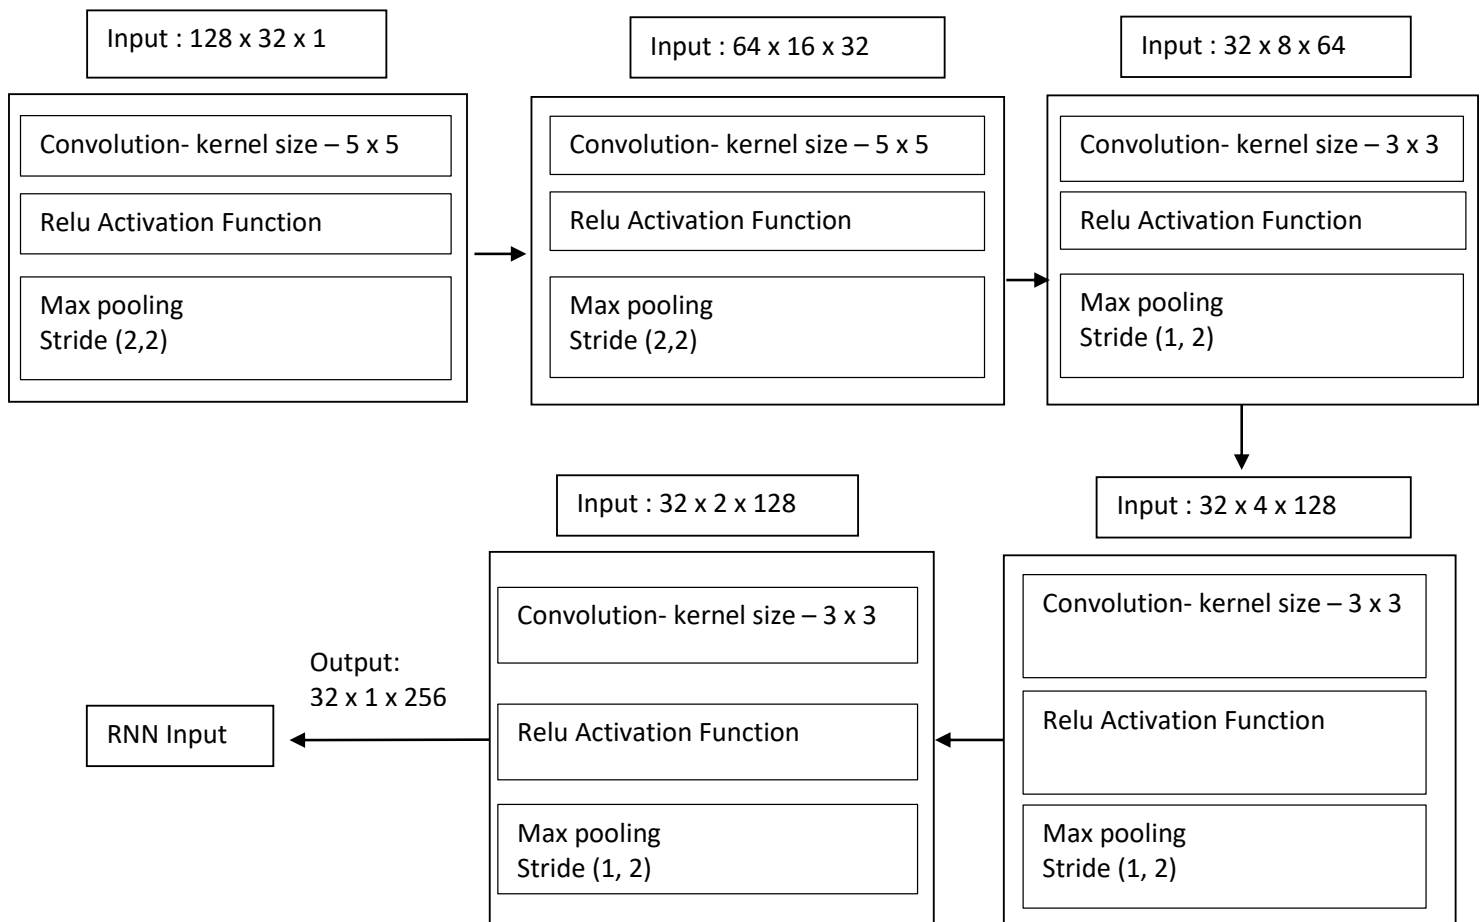 Input : 128 x 32 x 1
Convolution- kernel size – 5 x 5
Relu Activation Function
Max pooling
Stride (2,2)
Input : 64 x 16 x 32
Convolution- kernel size – 5 x 5
Relu Activation Function
Max pooling
Stride (2,2)
Input : 32 x 8 x 64
Convolution- kernel size – 3 x 3
Relu Activation Function
Max pooling
Stride (1, 2)
Input : 32 x 4 x 128
Convolution- kernel size – 3 x 3
Relu Activation Function
Max pooling
Stride (1, 2)
Input : 32 x 2 x 128
Convolution- kernel size – 3 x 3
Relu Activation Function
Max pooling
Stride (1, 2)
Output:
32 x 1 x 256
RNN Input